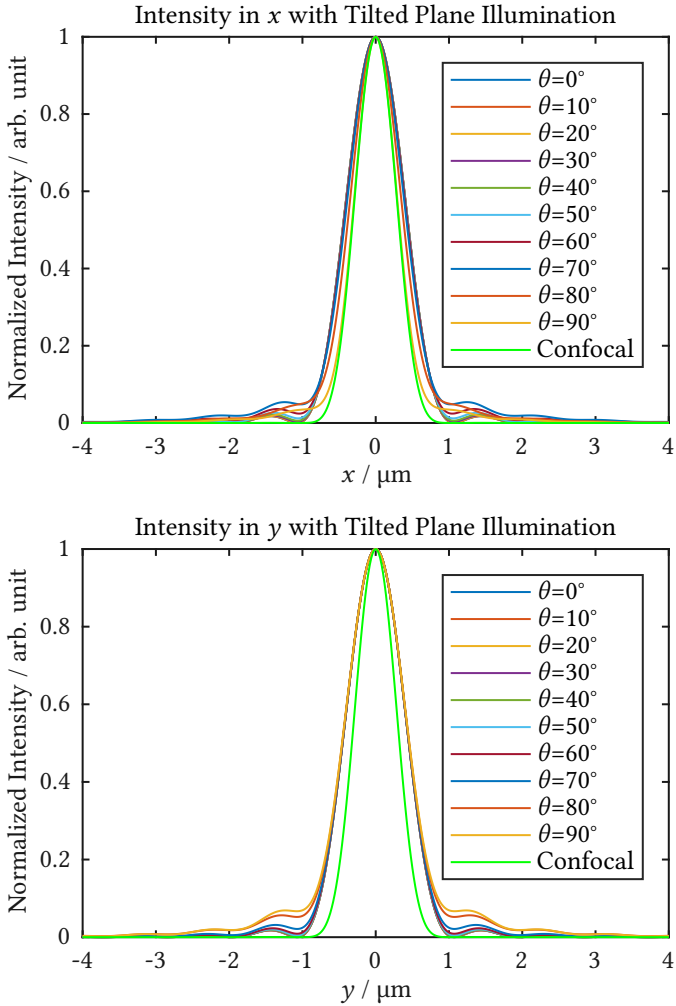 Intensity in x with Tilted Plane Illumination
Normalized Intensity / arb. unit
1
0.8
0.6
0.4
0.2
0
θ=0°
θ=10°
θ=20°
θ=30°
θ=40°
θ=50°
θ=60°
θ=70°
θ=80°
θ=90°
Confocal
-4 -3 -2 -1 0 1 2 3 4
x / μm
Intensity in y with Tilted Plane Illumination
Normalized Intensity / arb. unit
1
0.8
0.6
0.4
0.2
0
θ=0°
θ=10°
θ=20°
θ=30°
θ=40°
θ=50°
θ=60°
θ=70°
θ=80°
θ=90°
Confocal
-4 -3 -2 -1 0 1 2 3 4
y / μm